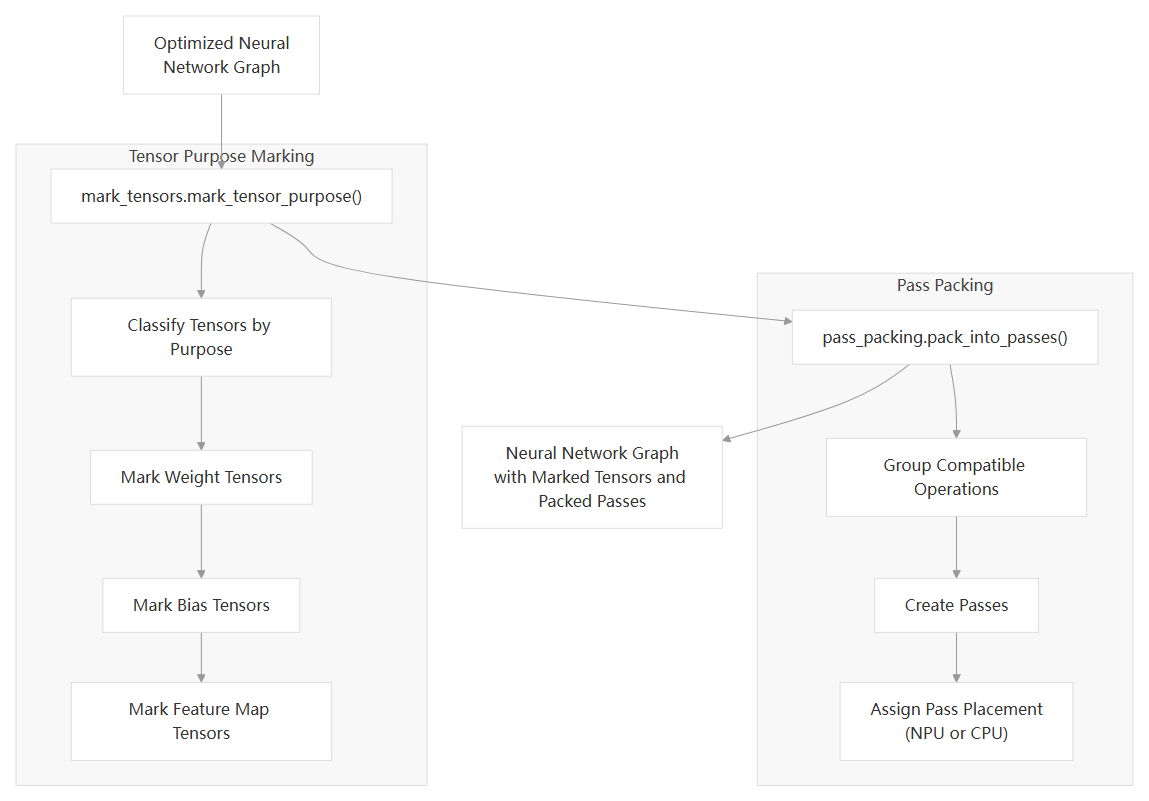 Optimized Neural
Network Graph
Tensor Purpose Marking
mark_tensors.mark_tensor_purpose()
Classify Tensors by
Purpose
Mark Weight Tensors
Mark Bias Tensors
Mark Feature Map
Tensors
Pass Packing
pass_packing.pack_into_passes()
Neural Network Graph
with Marked Tensors and
Packed Passes
Group Compatible
Operations
Create Passes
Assign Pass Placement
(NPU or CPU)